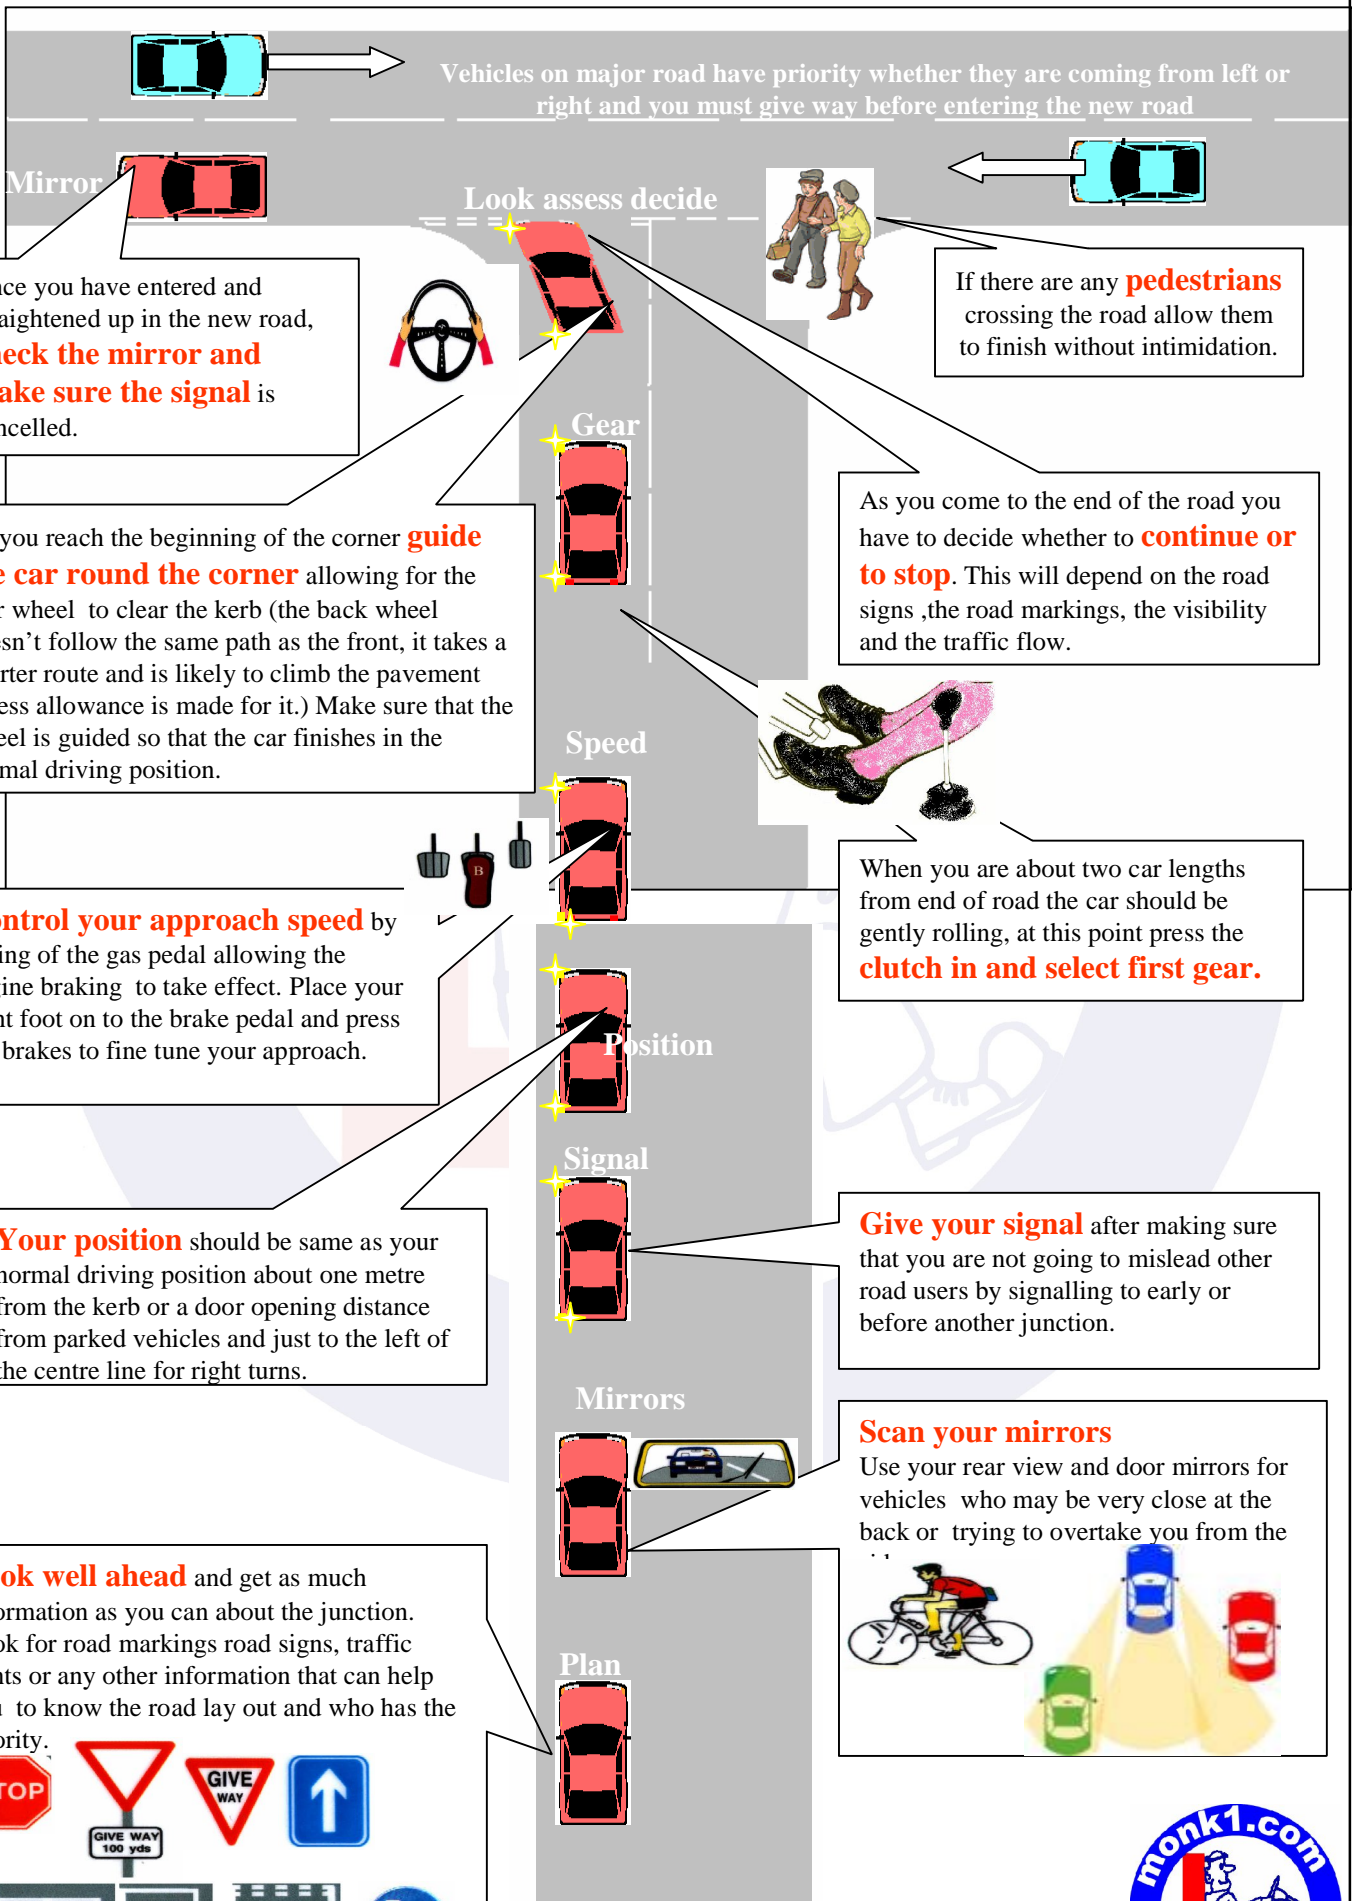 Vehicles on major road have priority whether they are coming from left or
right and you must give way before entering the new road
Mirror
Look assess decide
If there are any pedestrians
crossing the road allow them
to finish without intimidation.
nce you have entered and
aightened up in the new road,
heck the mirror and
ake sure the signal is
ncelled.
Gear
As you come to the end of the road you
have to decide whether to continue or
to stop. This will depend on the road
signs ,the road markings, the visibility
and the traffic flow.
you reach the beginning of the corner guide
e car round the corner allowing for the
r wheel to clear the kerb (the back wheel
esn’t follow the same path as the front, it takes a
rter route and is likely to climb the pavement
ess allowance is made for it.) Make sure that the
eel is guided so that the car finishes in the
mal driving position.
Speed
B
When you are about two car lengths
from end of road the car should be
gently rolling, at this point press the
clutch in and select first gear.
ontrol your approach speed by
ing of the gas pedal allowing the
gine braking to take effect. Place your
nt foot on to the brake pedal and press
brakes to fine tune your approach.
Position
Signal
Your position should be same as your
normal driving position about one metre
from the kerb or a door opening distance
from parked vehicles and just to the left of
the centre line for right turns.
Give your signal after making sure
that you are not going to mislead other
road users by signalling to early or
before another junction.
Mirrors
Scan your mirrors
Use your rear view and door mirrors for
vehicles who may be very close at the
back or trying to overtake you from the
ok well ahead and get as much
ormation as you can about the junction.
ok for road markings road signs, traffic
nts or any other information that can help
u to know the road lay out and who has the
ority.
Plan
TOP
GIVE WAY
100 yds
GIVE
WAY
monk1.com